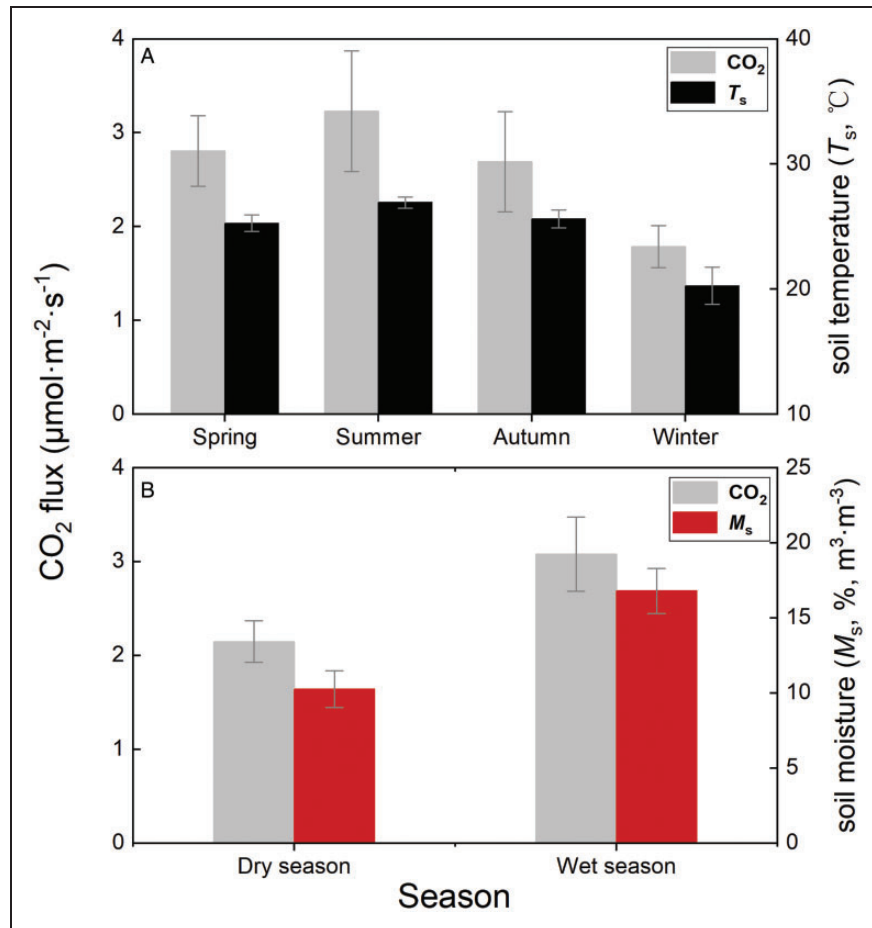 A
CO₂
Tₛ
4
3
2
1
0
40
30
20
10
Spring Summer Autumn Winter
CO₂ flux (μmol·m⁻²·s⁻¹)
soil temperature (Tₛ, ℃)
B
CO₂
Mₛ
4
3
2
1
0
25
20
15
10
5
0
Dry season Wet season
soil moisture (Mₛ, %, m³·m⁻³)
Season